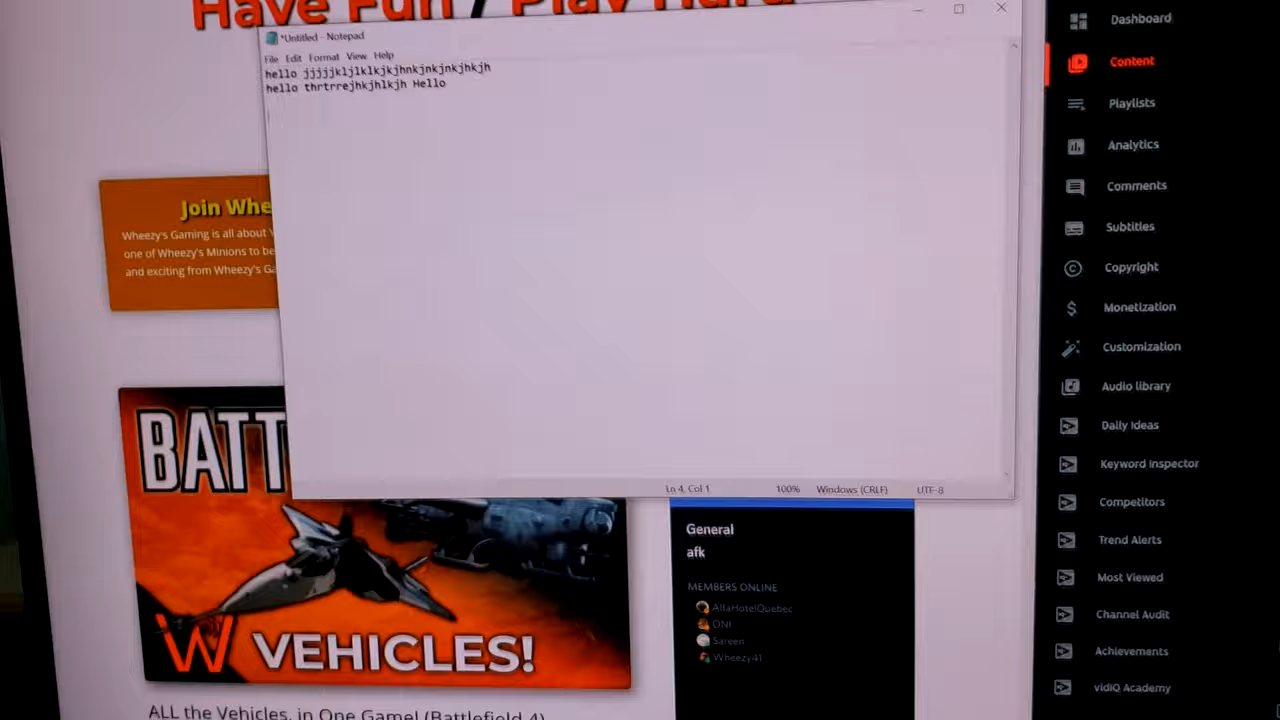 Have Fun / Play Hard
*Untitled - Notepad
File Edit Format View Help
hello jjjjjkljlklkjkjhnkjnkjnkjhkjh
hello thrtrrejhkjhlkjh Hello
Ln 4, Col 1
100%
Windows (CRLF)
UTF-8
Join Whe
Wheezy's Gaming is all about
one of Wheezy's Minions to be
and exciting from Wheezy's Ga
BATT
W VEHICLES!
ALL the Vehicles, in One Game! (Battlefield 4)
General
afk
MEMBERS ONLINE
AlfaHotelQuebec
ONI
Sareen
Wheezy41
Dashboard
Content
Playlists
Analytics
Comments
Subtitles
Copyright
Monetization
Customization
Audio library
Daily Ideas
Keyword Inspector
Competitors
Trend Alerts
Most Viewed
Channel Audit
Achievements
vidIQ Academy